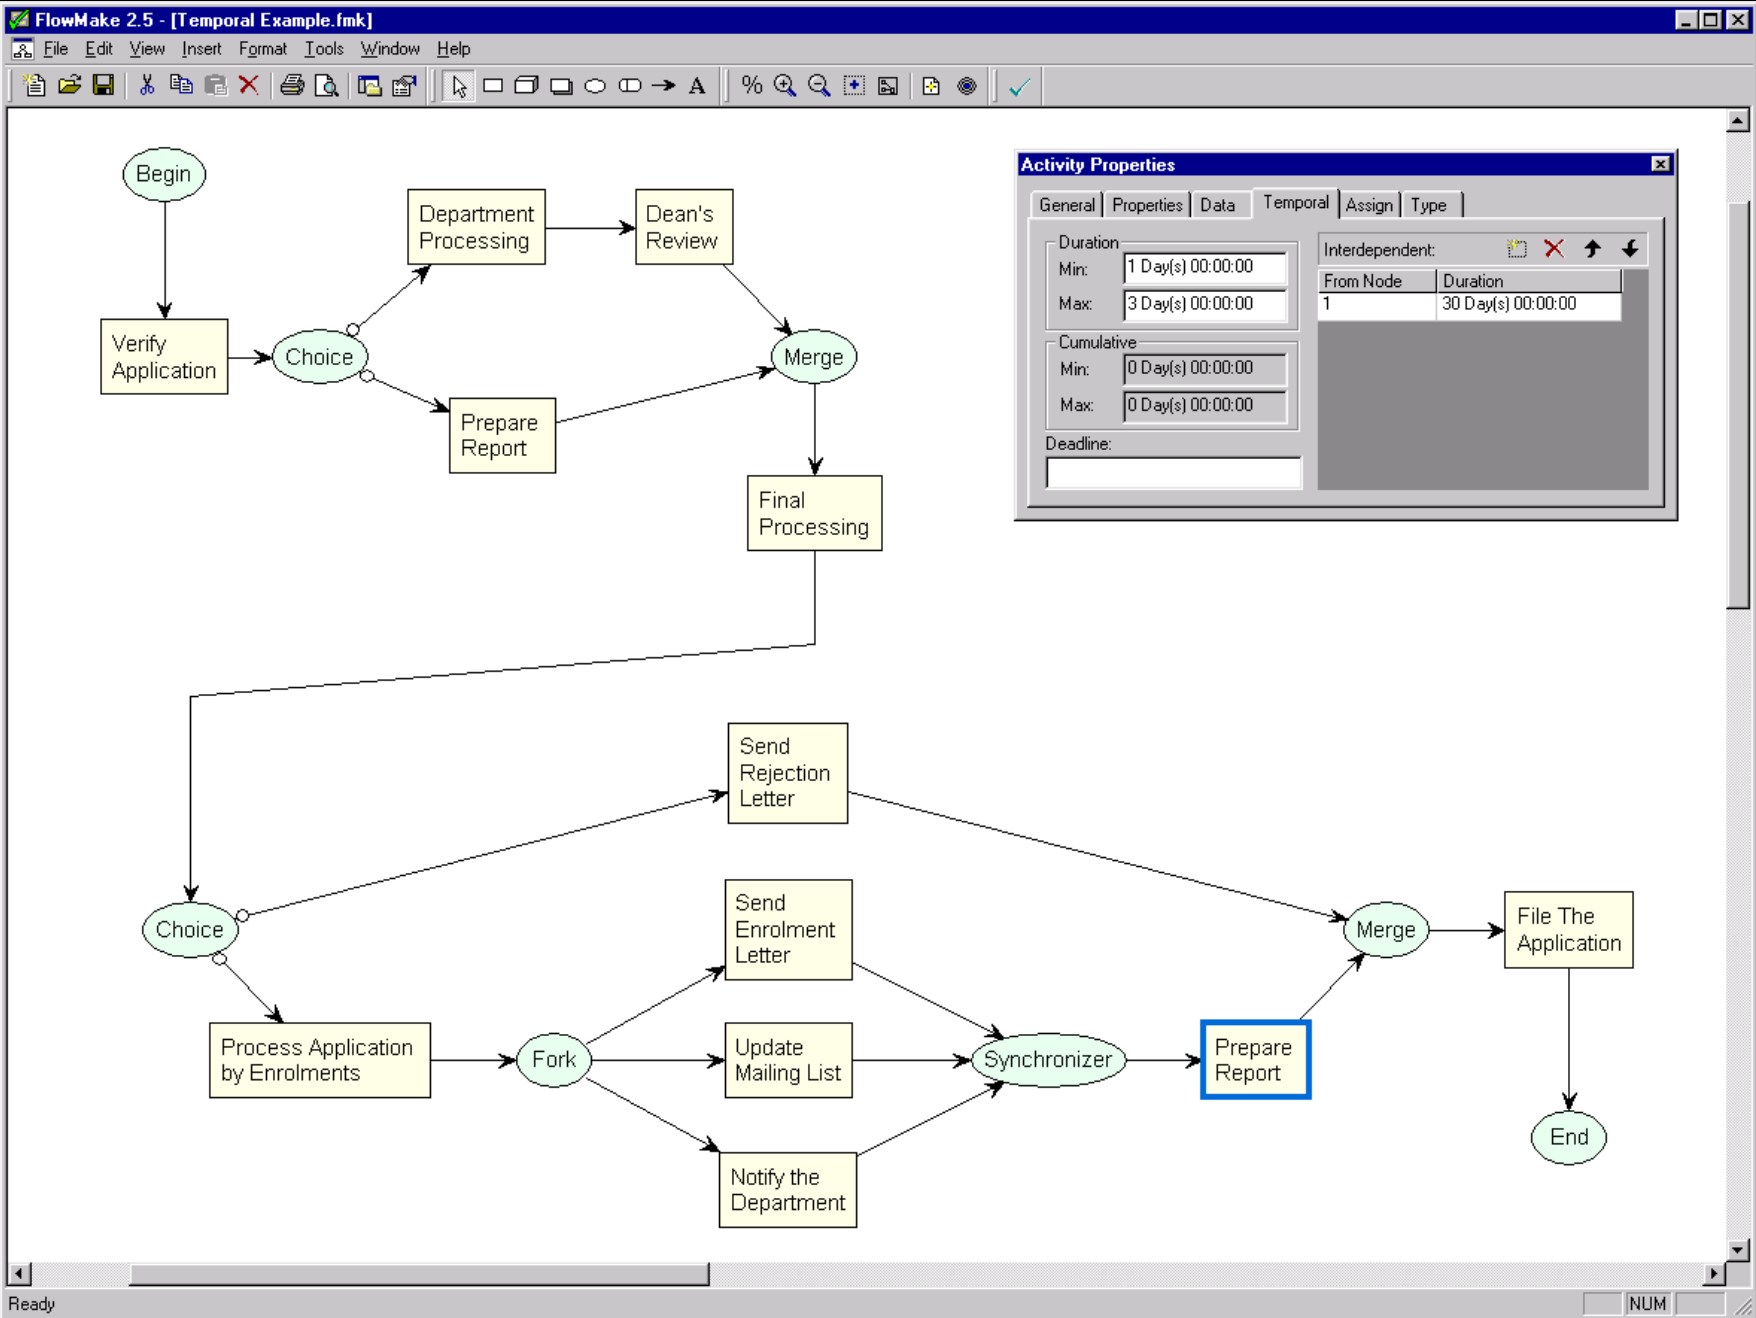 FlowMake 2.5 - [Temporal Example.fmk]
File Edit View Insert Format Tools Window Help
A %
Begin
Department
Processing
Dean's
Review
Verify
Application
Choice
Merge
Prepare
Report
Final
Processing
Activity Properties
General Properties Data Temporal Assign Type
Duration
Min: 1 Day(s) 00:00:00
Max: 3 Day(s) 00:00:00
Cumulative
Min: 0 Day(s) 00:00:00
Max: 0 Day(s) 00:00:00
Deadline:
Interdependent:
From Node Duration
1 30 Day(s) 00:00:00
Send
Rejection
Letter
Choice
Send
Enrolment
Letter
Merge
File The
Application
Process Application
by Enrolments
Fork
Update
Mailing List
Synchronizer
Prepare
Report
Notify the
Department
End
Ready
NUM